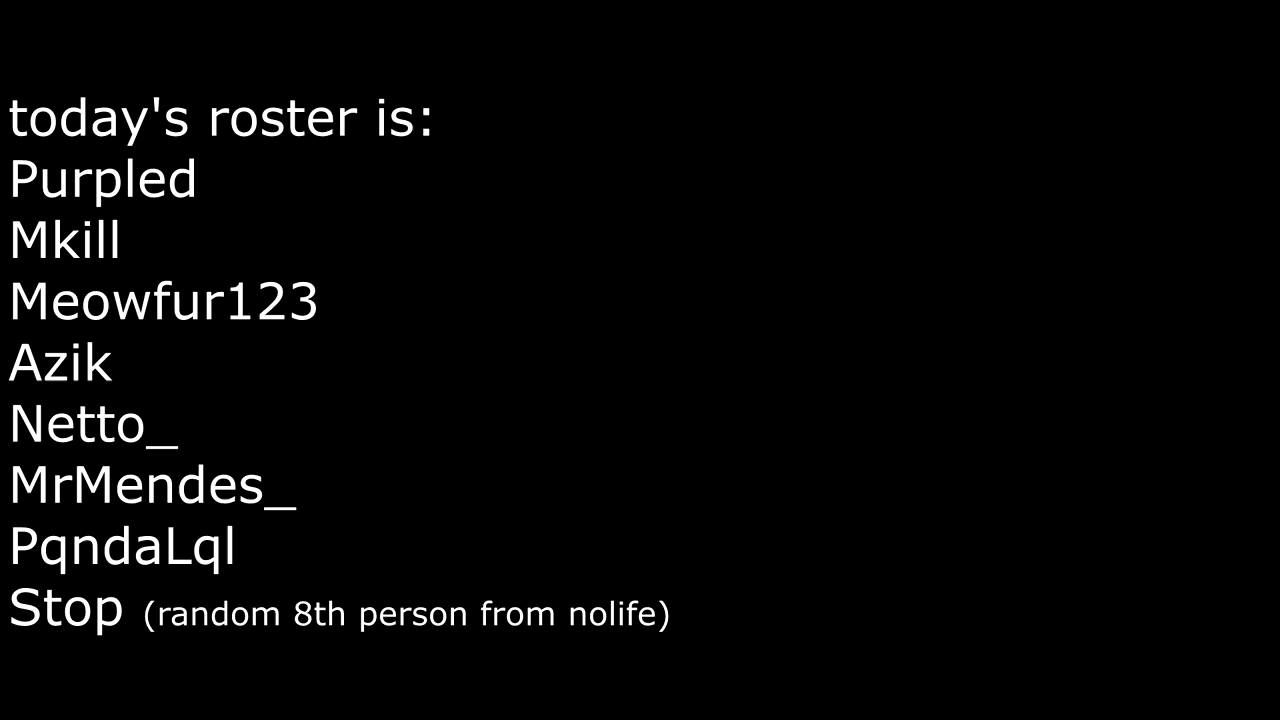 today's roster is:
Purpled
Mkill
Meowfur123
Azik
Netto_
MrMendes_
PqndaLql
Stop (random 8th person from nolife)